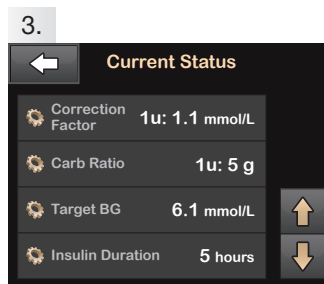 3.
Current Status
Correction
Factor 1u: 1.1 mmol/L
Carb Ratio 1u: 5 g
Target BG 6.1 mmol/L
Insulin Duration 5 hours